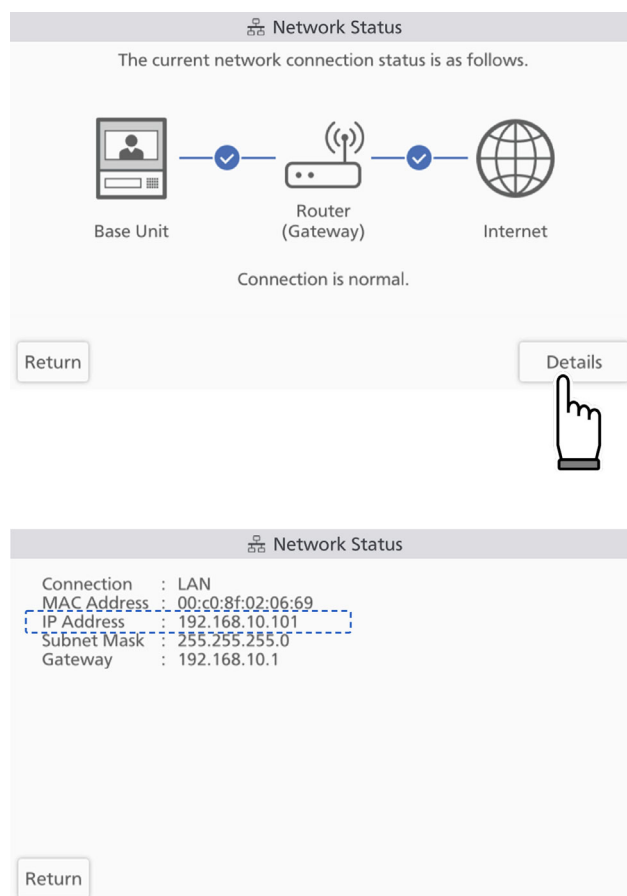 Network Status
The current network connection status is as follows.
Base Unit
Router
(Gateway)
Internet
Connection is normal.
Return
Details
Network Status
Connection : LAN
MAC Address : 00:c0:8f:02:06:69
IP Address : 192.168.10.101
Subnet Mask : 255.255.255.0
Gateway : 192.168.10.1
Return